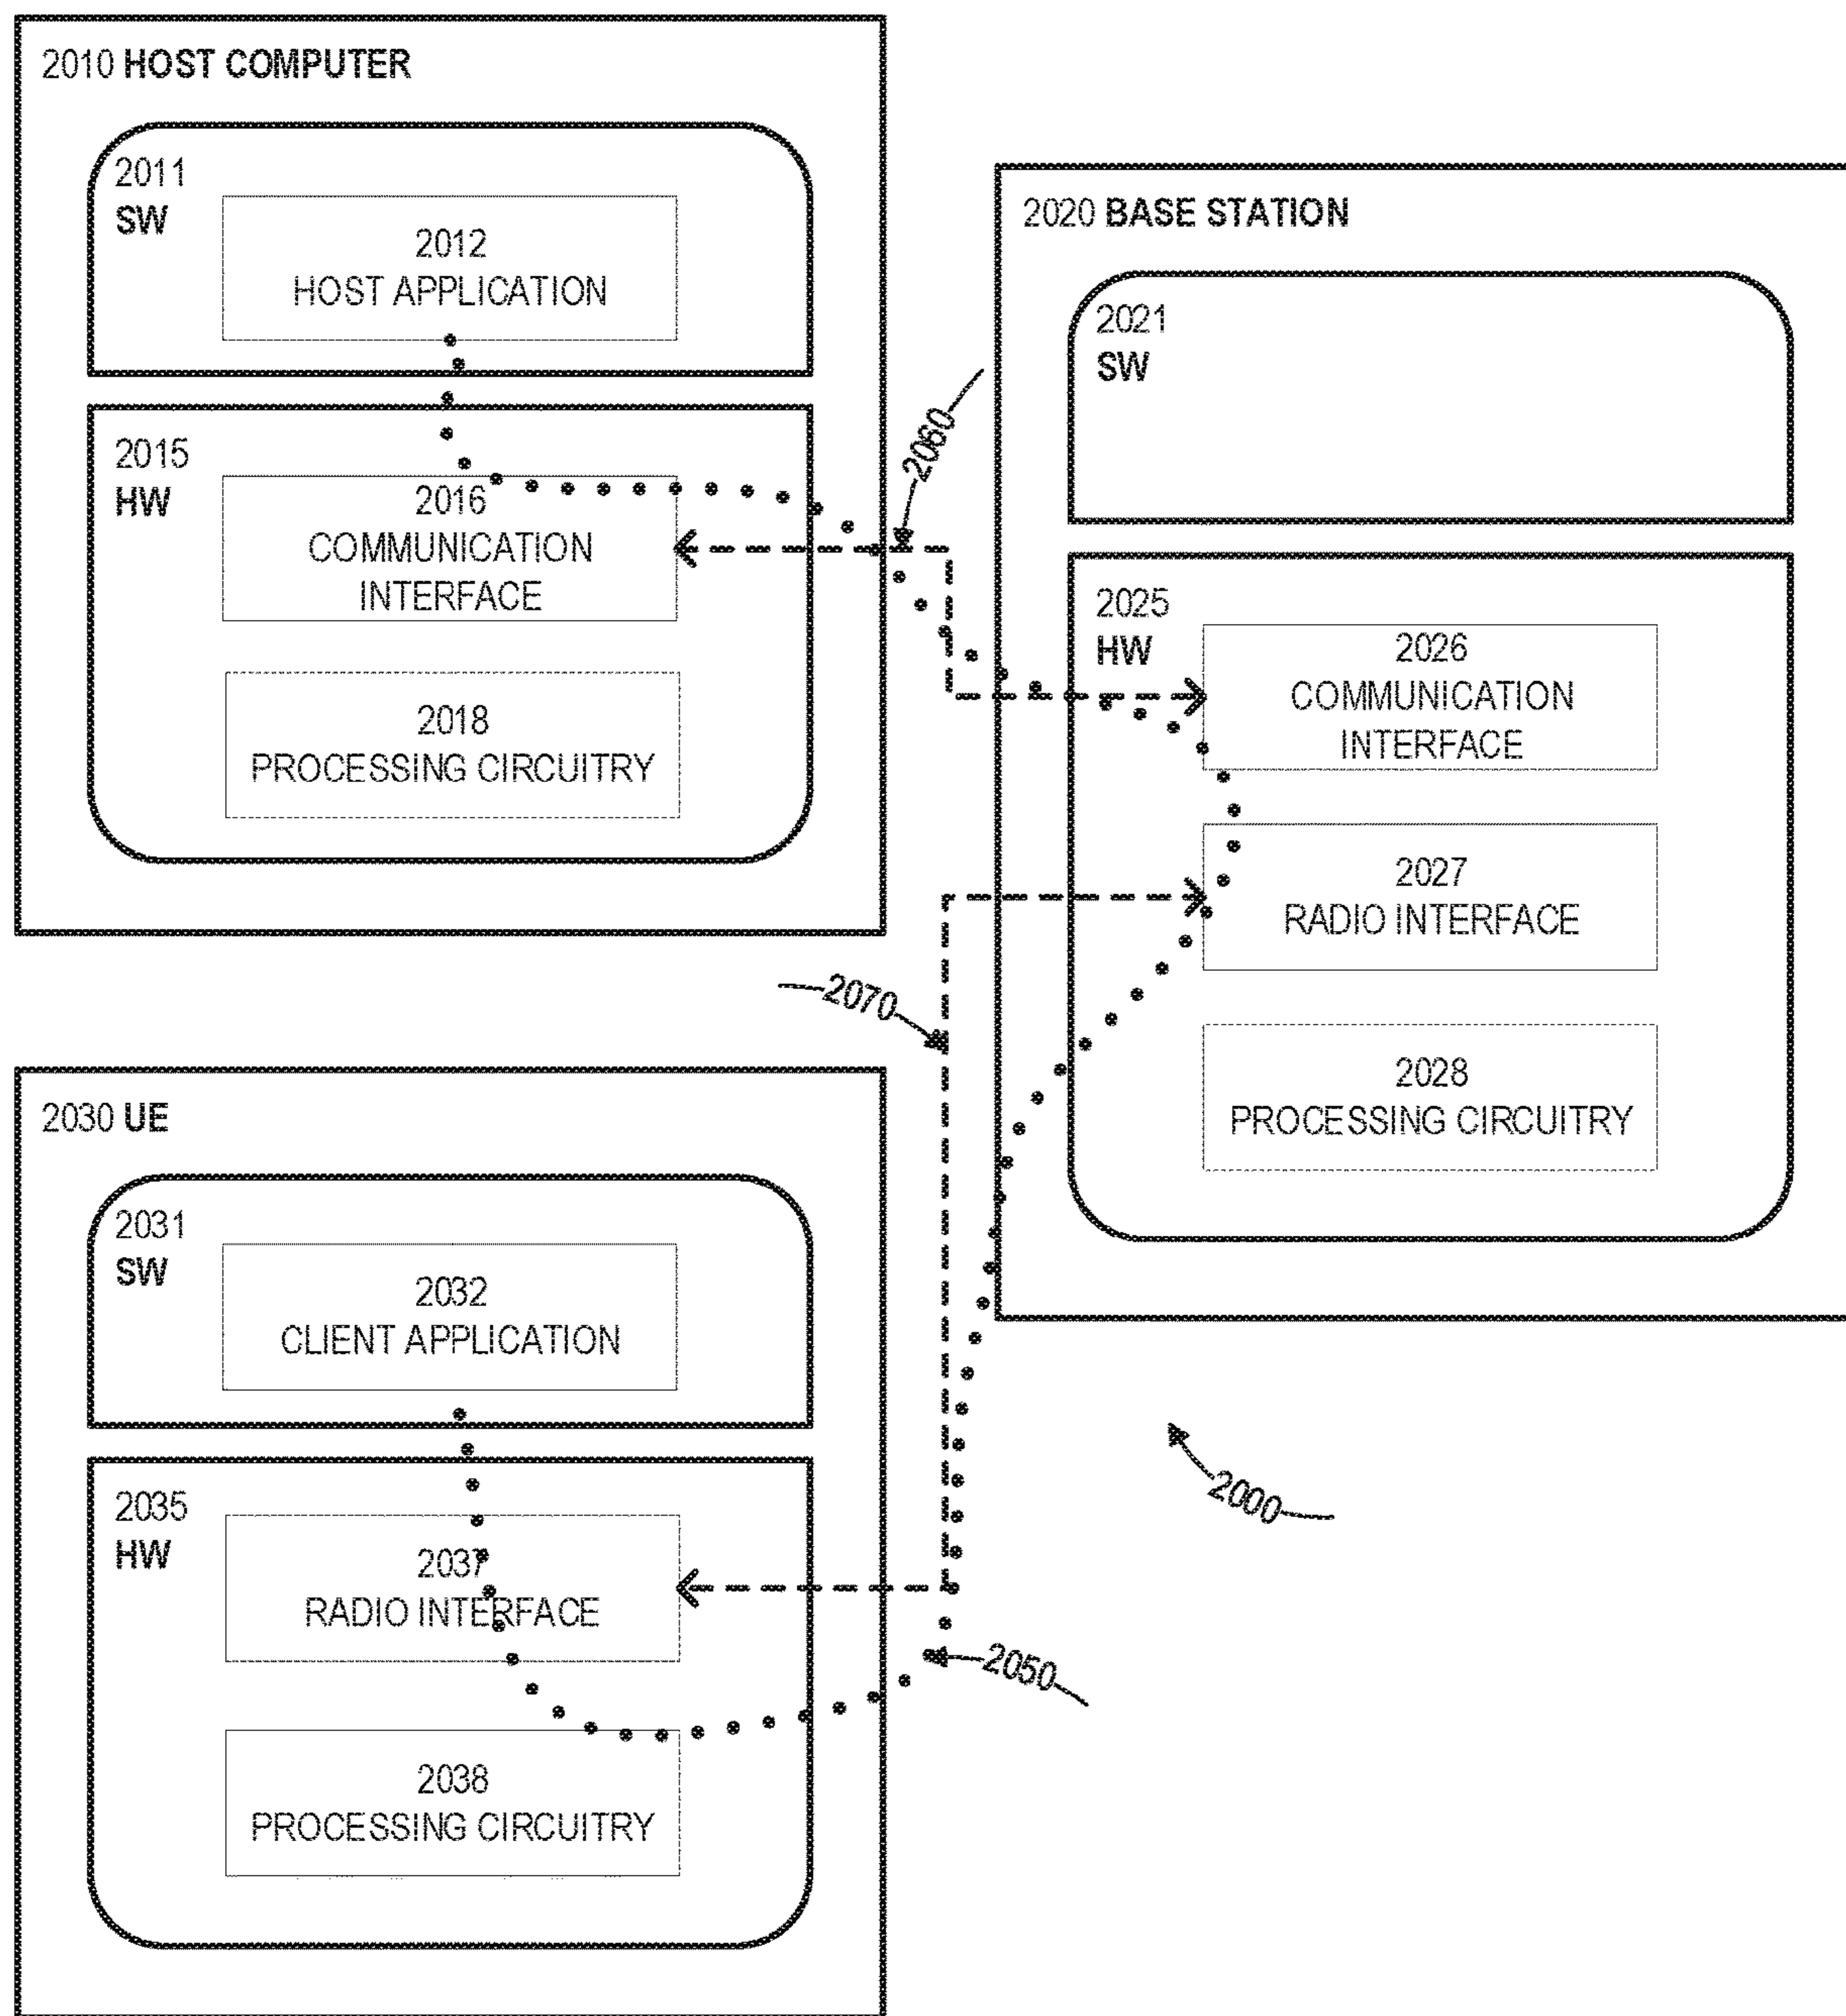 2010 HOST COMPUTER
2011
SW
2012
HOST APPLICATION
2015
HW
2016
COMMUNICATION
INTERFACE
2018
PROCESSING CIRCUITRY
2060
2020 BASE STATION
2021
SW
2025
HW
2026
COMMUNICATION
INTERFACE
2027
RADIO INTERFACE
2028
PROCESSING CIRCUITRY
2070
2030 UE
2031
SW
2032
CLIENT APPLICATION
2035
HW
2037
RADIO INTERFACE
2038
PROCESSING CIRCUITRY
2050
2000